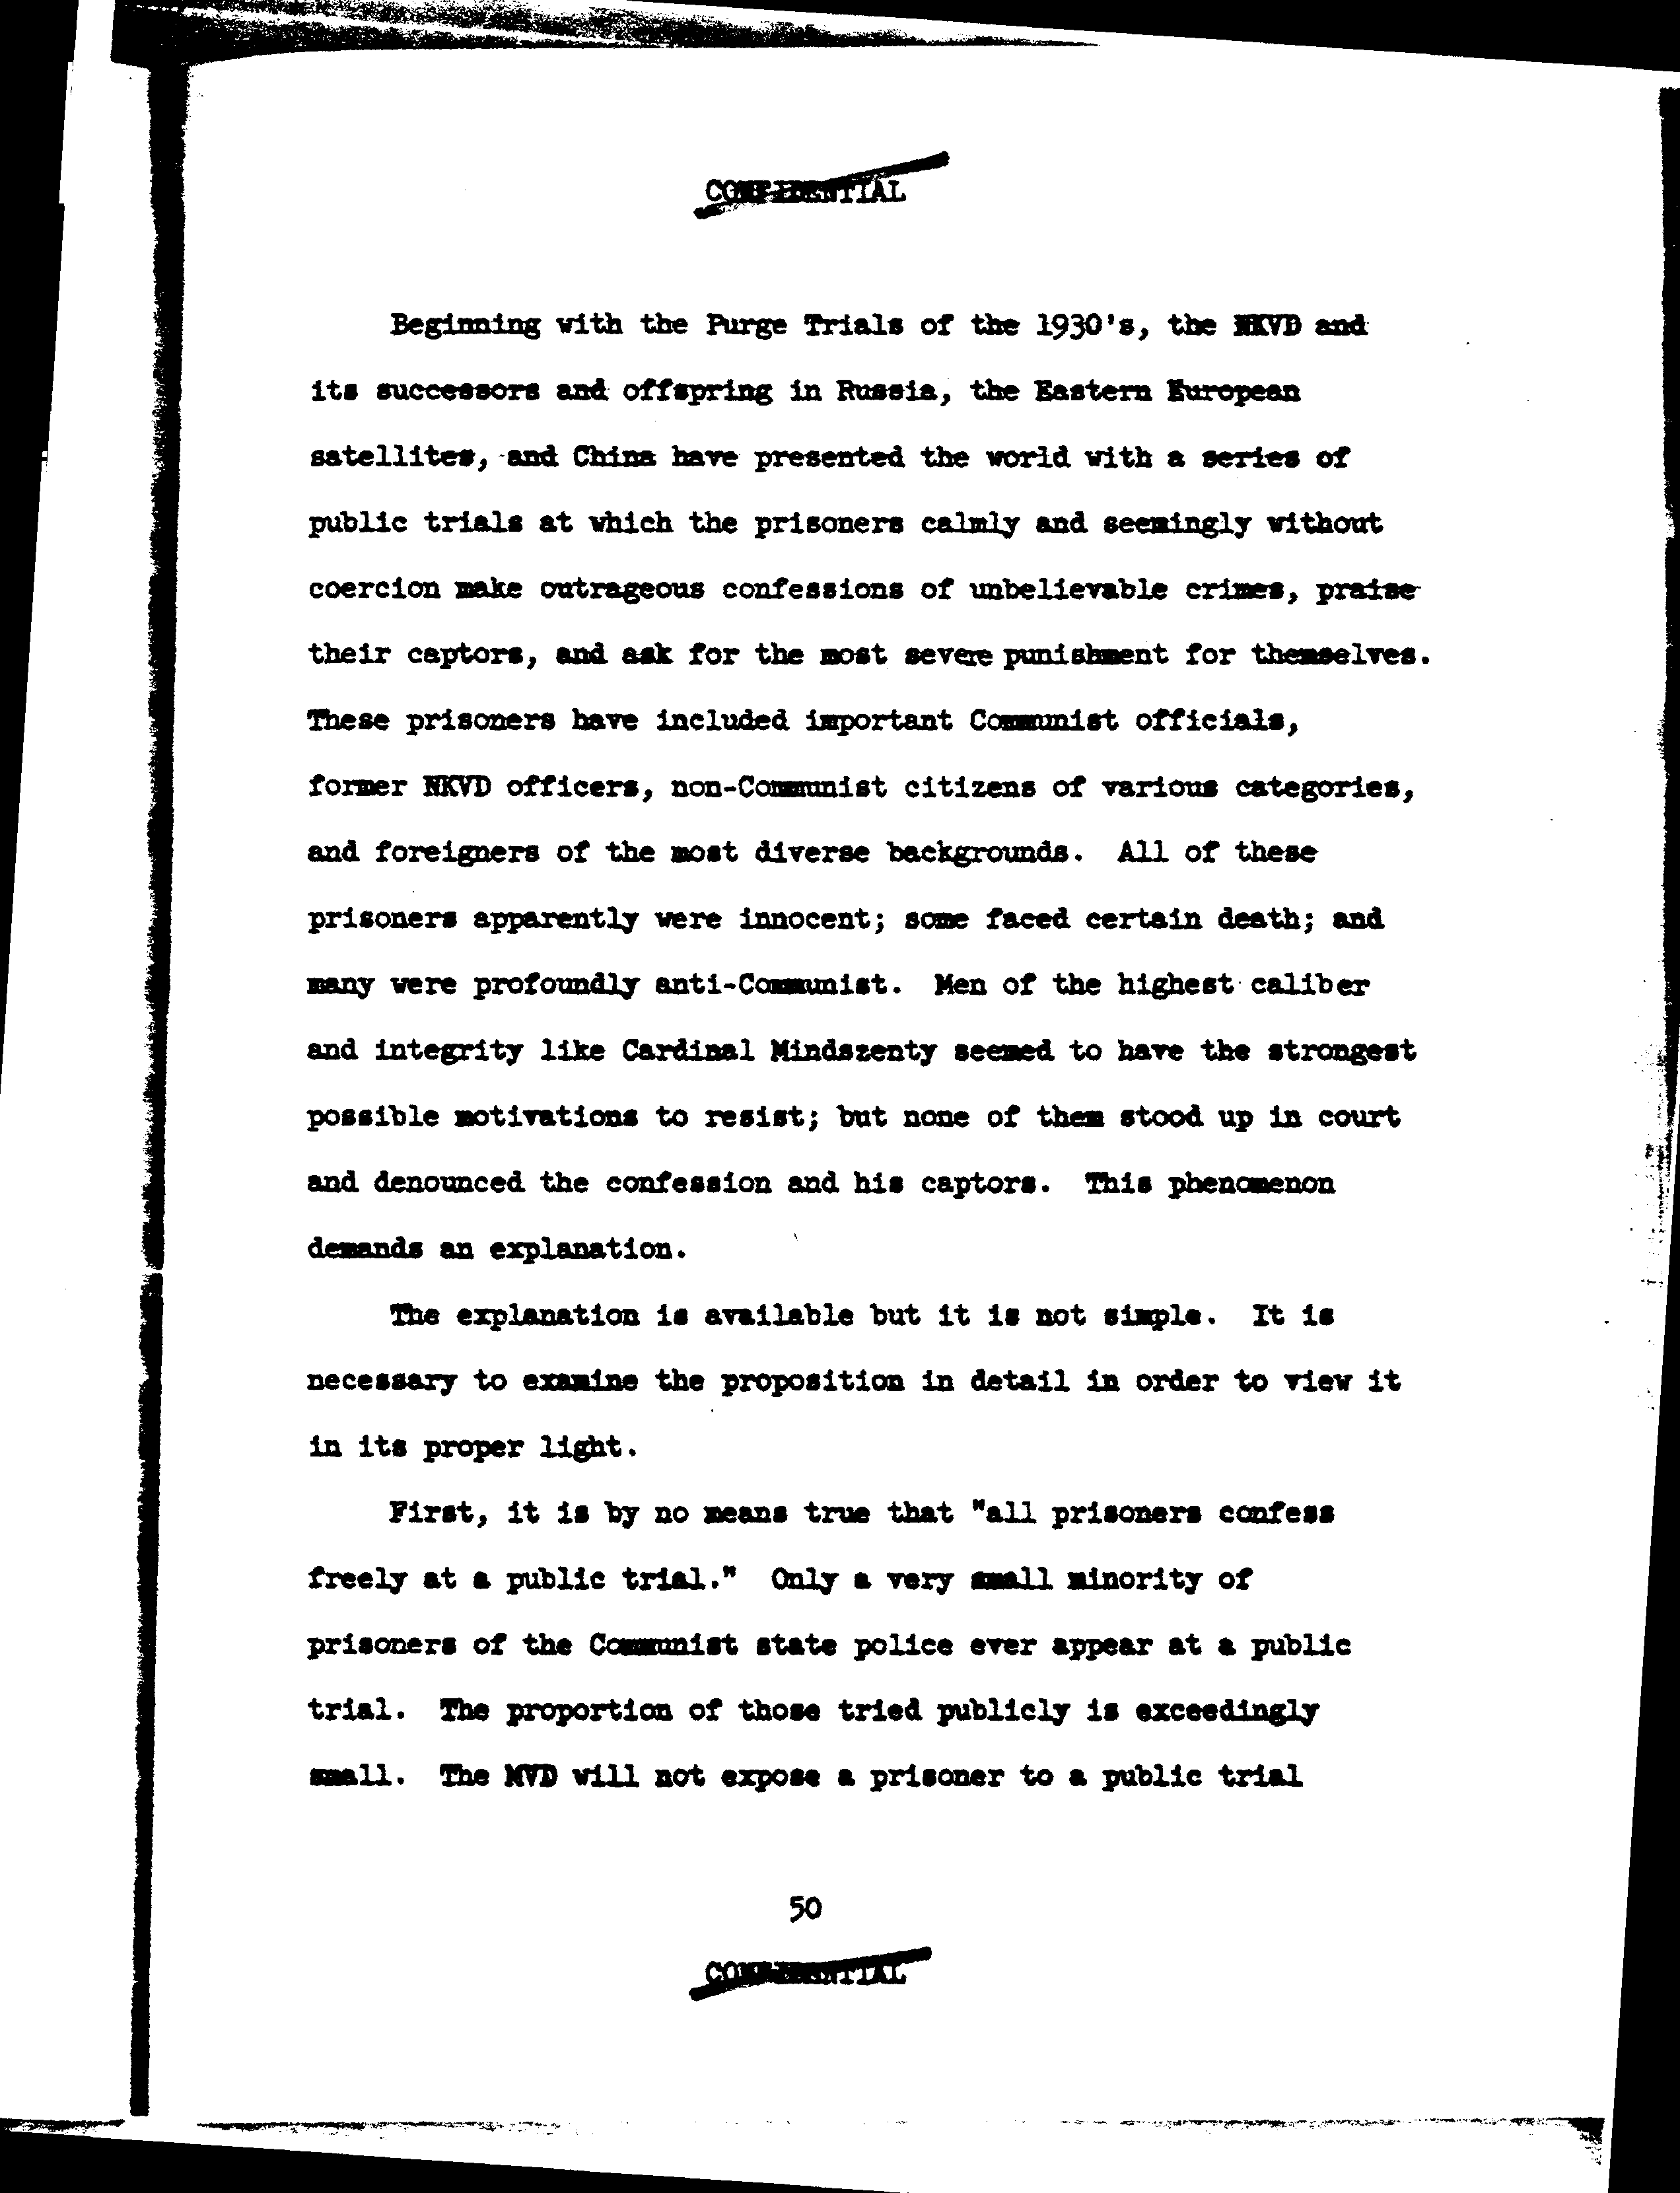 CONFIDENTIAL
Beginning with the Purge Trials of the 1930's, the NKVD and
its successors and offspring in Russia, the Eastern European
satellites, and China have presented the world with a series of
public trials at which the prisoners calmly and seemingly without
coercion make outrageous confessions of unbelievable crimes, praise
their captors, and ask for the most severe punishment for themselves.
These prisoners have included important Communist officials,
former NKVD officers, non-Communist citizens of various categories,
and foreigners of the most diverse backgrounds. All of these
prisoners apparently were innocent; some faced certain death; and
many were profoundly anti-Communist. Men of the highest caliber
and integrity like Cardinal Mindszenty seemed to have the strongest
possible motivations to resist; but none of them stood up in court
and denounced the confession and his captors. This phenomenon
demands an explanation.
The explanation is available but it is not simple. It is
necessary to examine the proposition in detail in order to view it
in its proper light.
First, it is by no means true that "all prisoners confess
freely at a public trial." Only a very small minority of
prisoners of the Communist state police ever appear at a public
trial. The proportion of those tried publicly is exceedingly
small. The MVD will not expose a prisoner to a public trial
50
CONFIDENTIAL